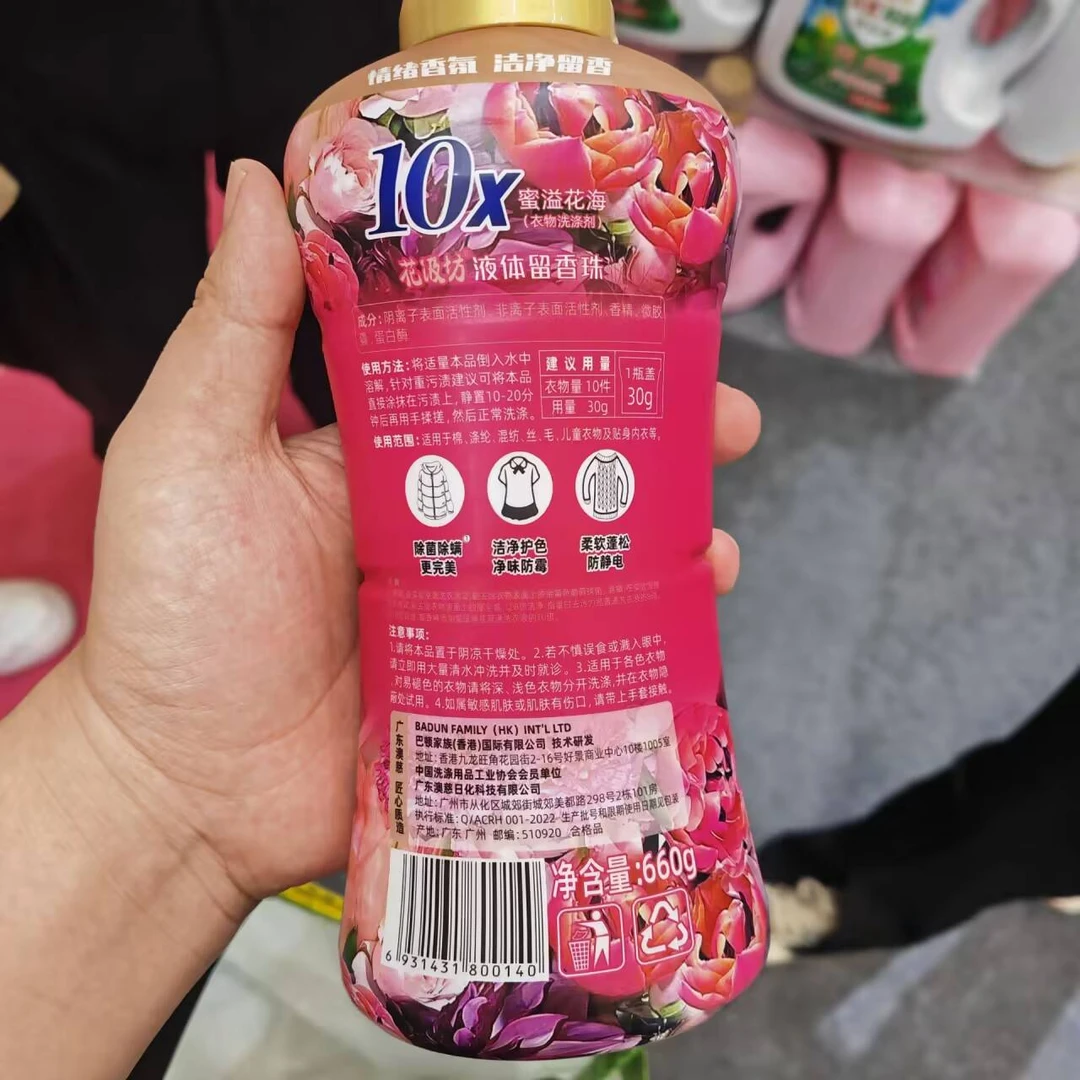 情绪香氛 洁净留香
10x
蜜溢花海
(衣物洗涤剂)
花汲坊 液体留香珠
成分:阴离子表面活性剂、非离子表面活性剂、香精、微胶
囊、蛋白酶
使用方法:将适量本品倒入水中
溶解,针对重污渍建议可将本品
直接涂抹在污渍上,静置10-20分
钟后再用手揉搓,然后正常洗涤。
建议用量
衣物量 10件
用量 30g
1瓶盖
30g
使用范围:适用于棉、涤纶、混纺、丝、毛、儿童衣物及贴身内衣等。
除菌除螨¹
更完美
洁净护色
净味防霉
柔软蓬松
防静电
注意事项:
1.请将本品置于阴凉干燥处。2.若不慎误食或溅入眼中,
请立即用大量清水冲洗并及时就诊。3.适用于各色衣物
,对易褪色的衣物请将深、浅色衣物分开洗涤,并在衣物隐
蔽处试用。4.如属敏感肌肤或肌肤有伤口,请带上手套接触。
广东澳慈 匠心质造
BADUN FAMILY (HK) INT'L LTD
巴顿家族(香港)国际有限公司 技术研发
地址:香港九龙旺角花园街2-16号好景商业中心10楼1005室
中国洗涤用品工业协会会员单位
广东澳慈日化科技有限公司
地址:广州市从化区城郊街城郊美都路298号2栋101房
执行标准:Q/ACRH 001-2022 生产批号和限期使用日期见包装
产地:广东 广州 邮编:510920 合格品
净含量:660g
6 931431 800140